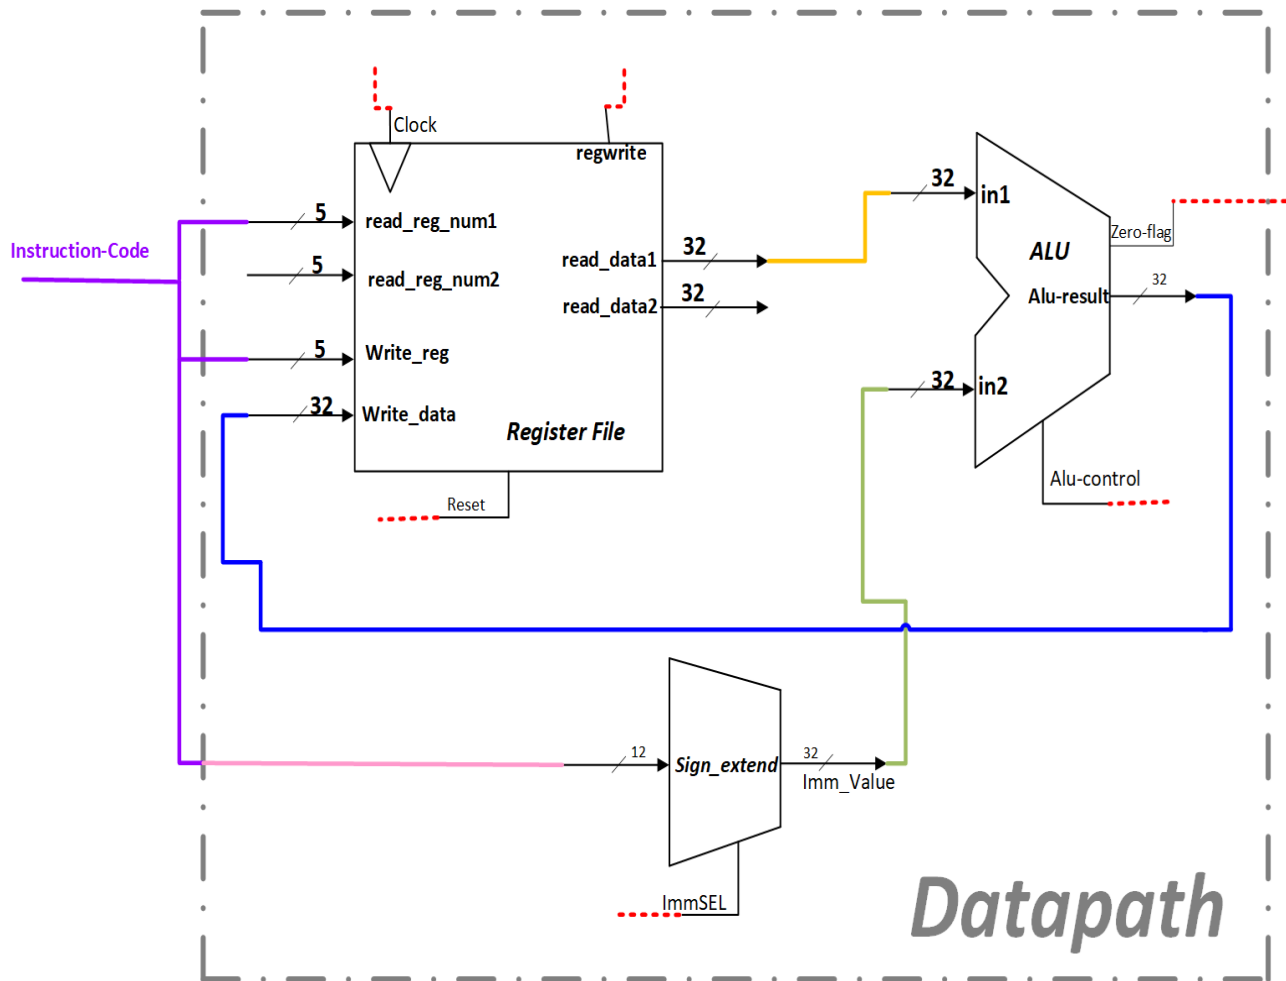 Clock
regwrite
5
read_reg_num1
Instruction-Code
5
read_reg_num2
5
Write_reg
32
Write_data
Register File
read_data1
32
read_data2
32
Reset
32
in1
ALU
Zero-flag
Alu-result
32
32
in2
Alu-control
12
Sign_extend
32
Imm_Value
ImmSEL
Datapath